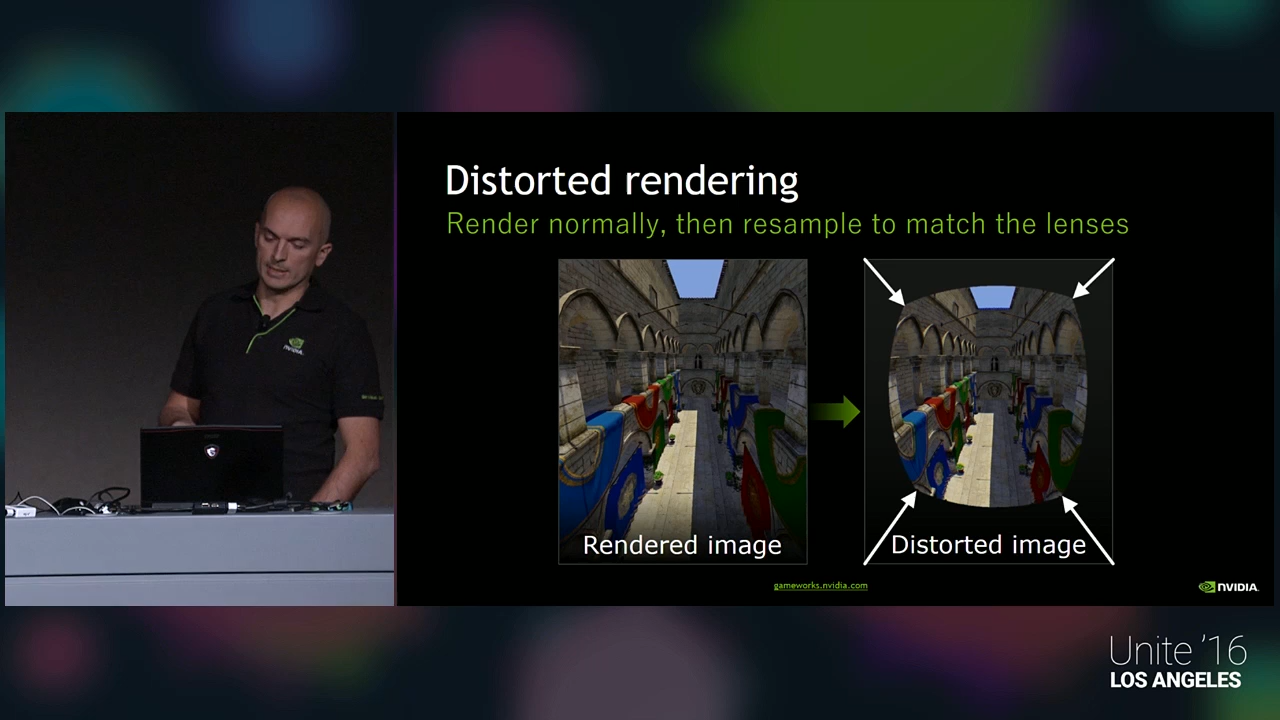 Distorted rendering
Render normally, then resample to match the lenses
Rendered image
Distorted image
gameworks.nvidia.com
NVIDIA.
NVIDIA.
Unite '16
LOS ANGELES